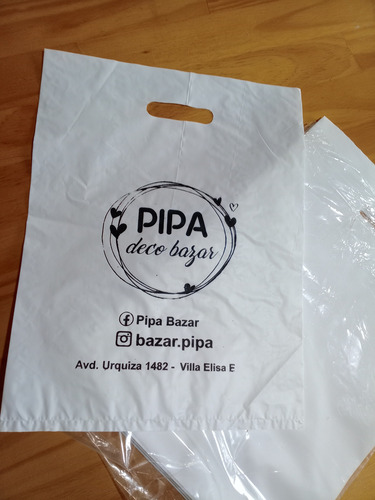 PIPA
deco bazar
Pipa Bazar
bazar.pipa
Avd. Urquiza 1482 - Villa Elisa E